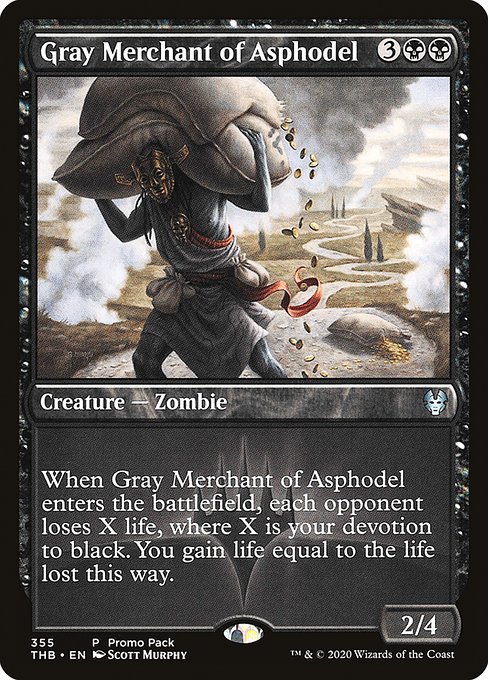 Gray Merchant of Asphodel 3
Creature — Zombie
When Gray Merchant of Asphodel
enters the battlefield, each opponent
loses X life, where X is your devotion
to black. You gain life equal to the life
lost this way.
2/4
355 P Promo Pack
THB • EN Scott Murphy
™ & © 2020 Wizards of the Coast